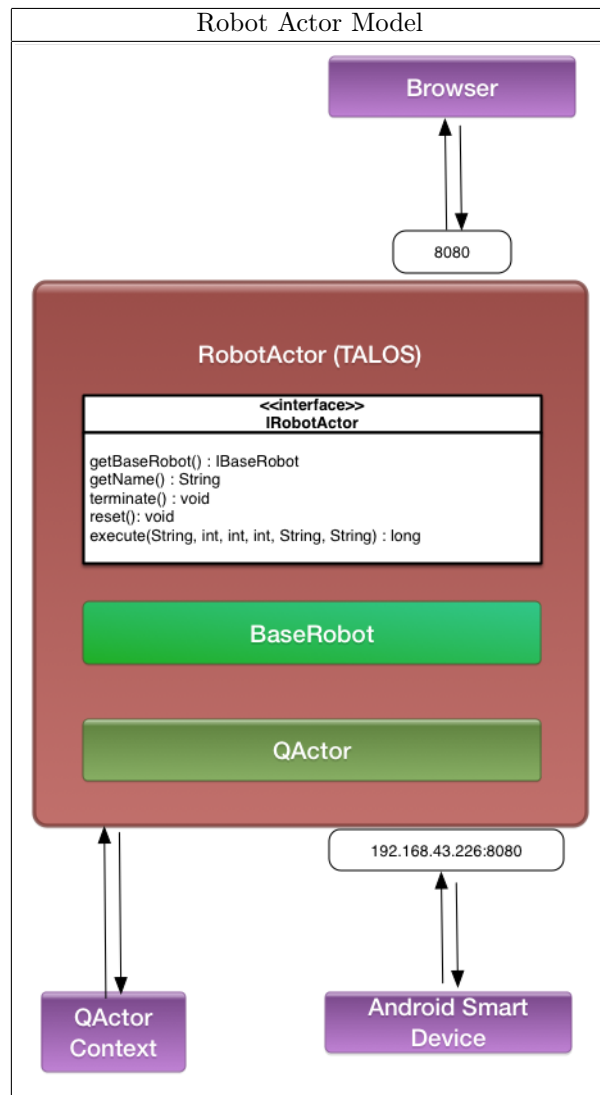 Robot Actor Model
Browser
8080
RobotActor (TALOS)
<<interface>>
IRobotActor
getBaseRobot() : IBaseRobot
getName() : String
terminate() : void
reset(): void
execute(String, int, int, int, String, String) : long
BaseRobot
QActor
192.168.43.226:8080
QActor
Context
Android Smart
Device